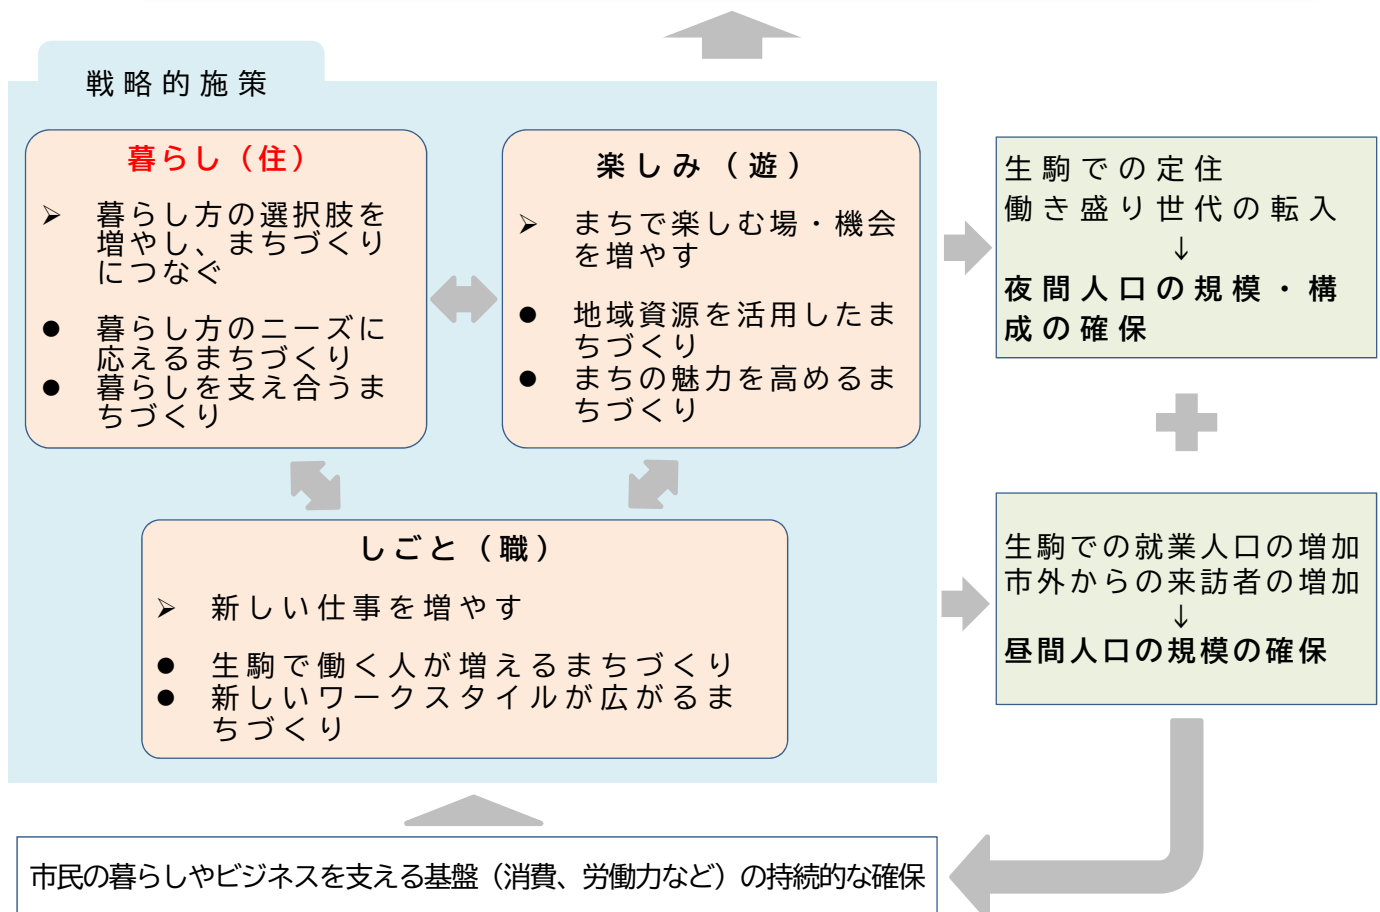 戦略的施策
暮らし（住）
➢ 暮らし方の選択肢を
増やし、まちづくり
につなぐ
● 暮らし方のニーズに
応えるまちづくり
● 暮らしを支え合うま
ちづくり
楽しみ（遊）
➢ まちで楽しむ場・機会
を増やす
● 地域資源を活用したま
ちづくり
● まちの魅力を高めるま
ちづくり
しごと（職）
➢ 新しい仕事を増やす
● 生駒で働く人が増えるまちづくり
● 新しいワークスタイルが広がるま
ちづくり
生駒での定住
働き盛り世代の転入
↓
夜間人口の規模・構
成の確保
生駒での就業人口の増加
市外からの来訪者の増加
↓
昼間人口の規模の確保
市民の暮らしやビジネスを支える基盤（消費、労働力など）の持続的な確保